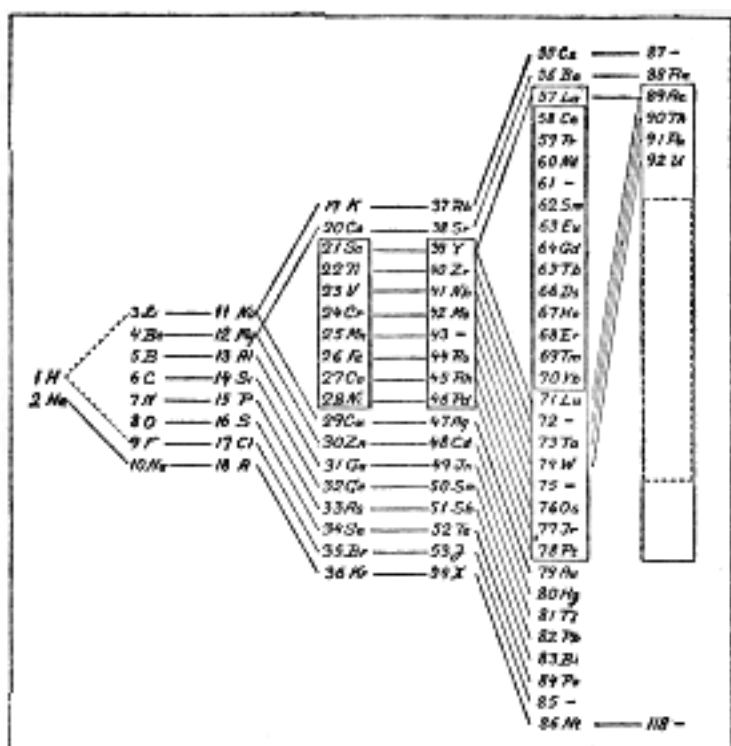 1 H
2 He
3 Li
4 Be
5 B
6 C
7 N
8 O
9 F
10 Ne
11 Na
12 Mg
13 Al
14 Si
15 P
16 S
17 Cl
18 A
19 K
20 Ca
21 Sc
22 Ti
23 V
24 Cr
25 Mn
26 Fe
27 Co
28 Ni
29 Cu
30 Zn
31 Ga
32 Ge
33 As
34 Se
35 Br
36 Kr
37 Rb
38 Sr
39 Y
40 Zr
41 Nb
42 Mo
43 -
44 Ru
45 Rh
46 Pd
47 Ag
48 Cd
49 Jn
50 Sn
51 Sb
52 Te
53 J
54 X
55 Cs
56 Ba
57 La
58 Ce
59 Pr
60 Nd
61 -
62 Sm
63 Eu
64 Gd
65 Tb
66 Ds
67 Ho
68 Er
69 Tm
70 Yb
71 Lu
72 -
73 Ta
74 W
75 -
76 Os
77 Jr
78 Pt
79 Au
80 Hg
81 Tl
82 Pb
83 Bi
84 Po
85 -
86 Nt
87 -
88 Ra
89 Ac
90 Th
91 Pa
92 U
118 -